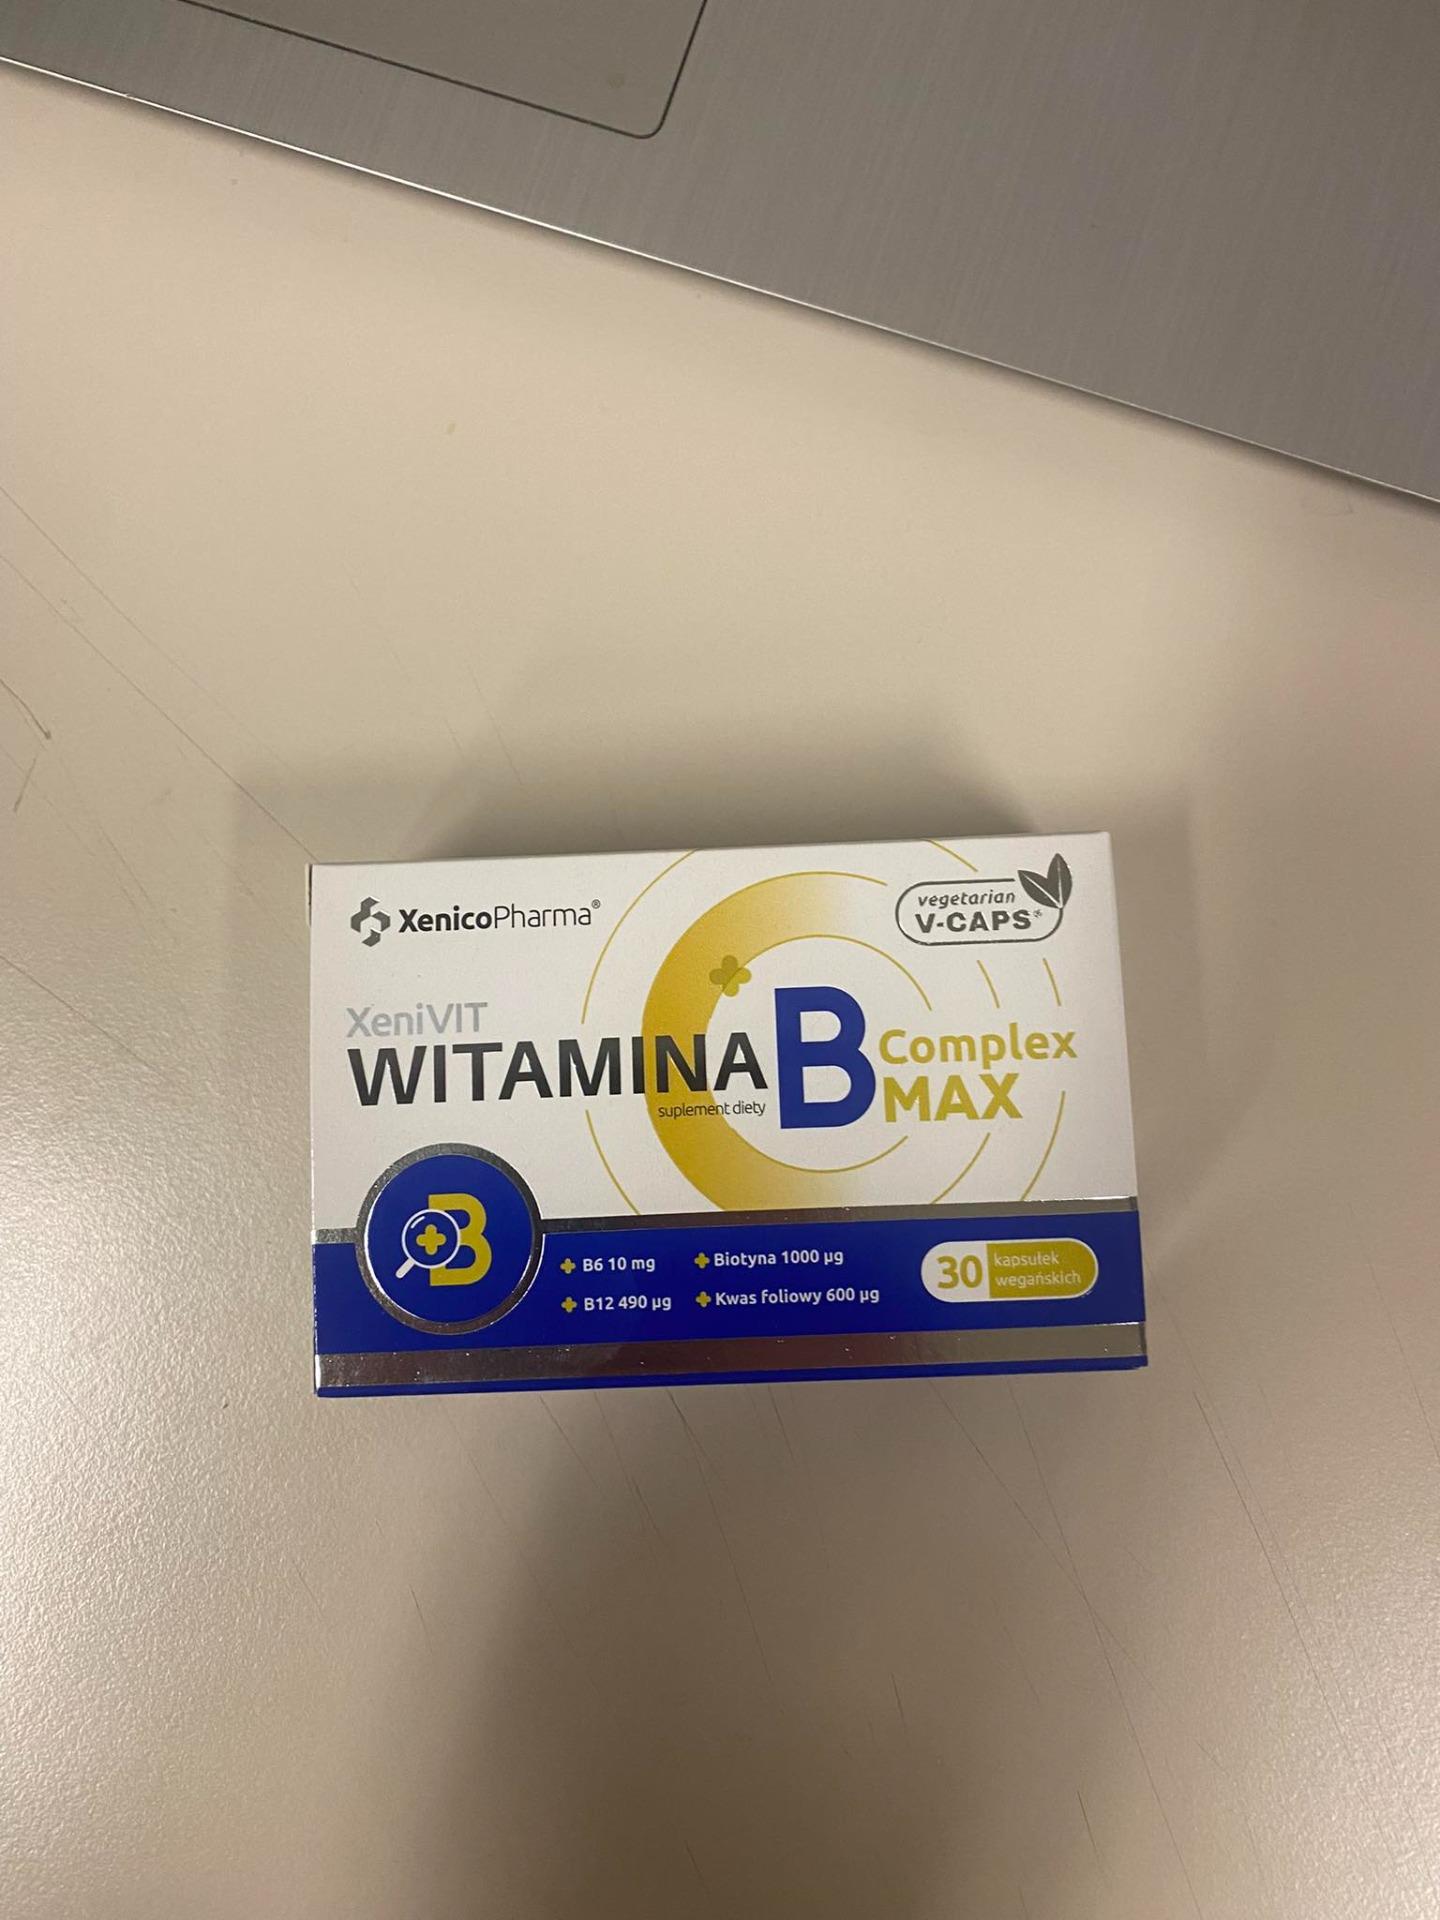 XenicoPharma®
vegetarian
V-CAPS®
XeniVIT
WITAMINA B Complex
MAX
suplement diety
B
B6 10 mg
Biotyna 1000 µg
B12 490 µg
Kwas foliowy 600 µg
30 kapsułek
wegańskich